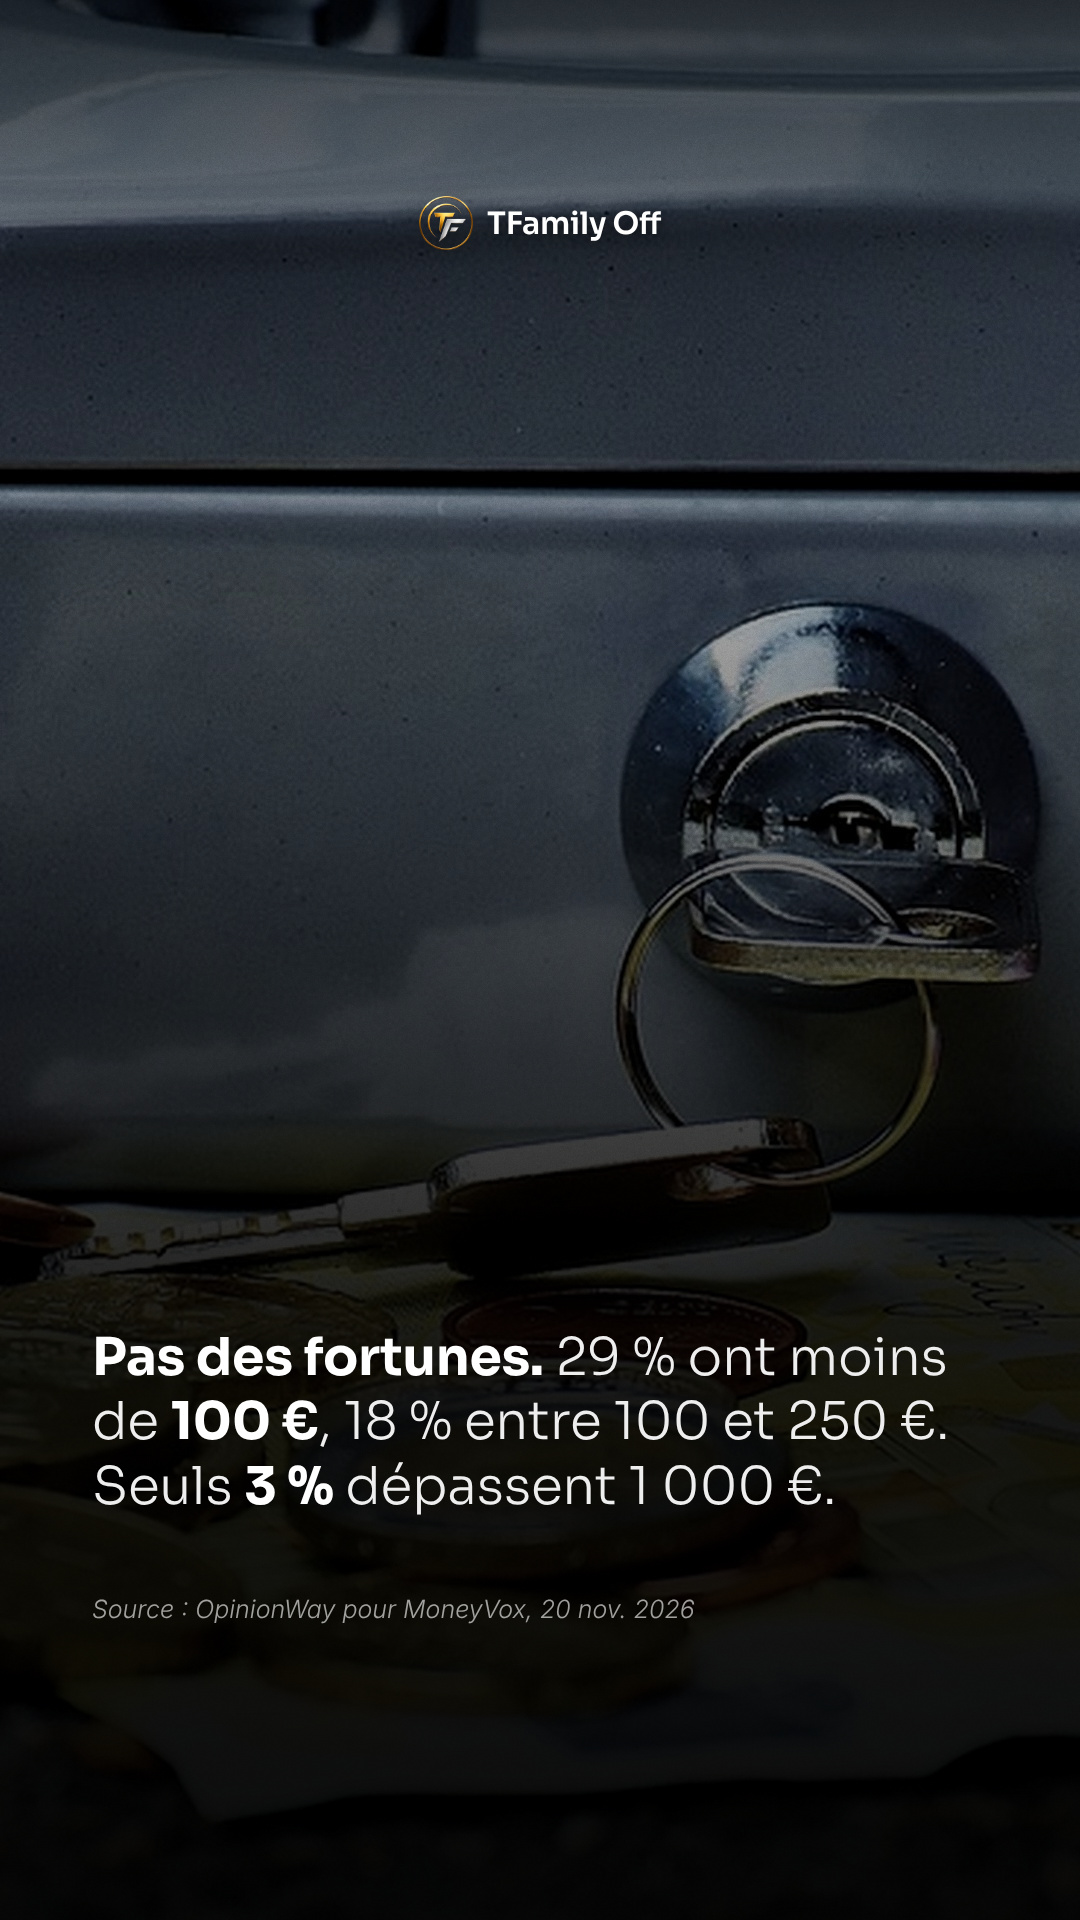 TFamily Off
Pas des fortunes. 29 % ont moins
de 100 €, 18 % entre 100 et 250 €.
Seuls 3 % dépassent 1 000 €.
Source : OpinionWay pour MoneyVox, 20 nov. 2026